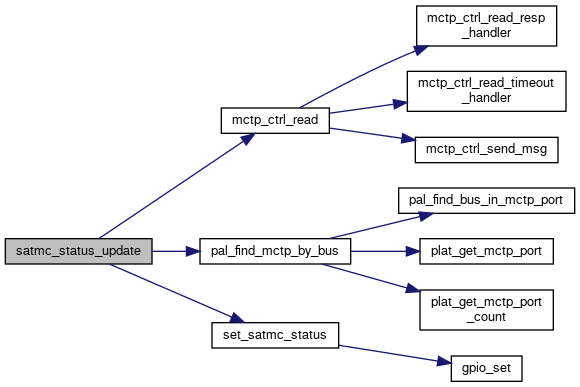 mctp_ctrl_read_resp
_handler
mctp_ctrl_read_timeout
_handler
mctp_ctrl_read
mctp_ctrl_send_msg
pal_find_bus_in_mctp_port
satmc_status_update
pal_find_mctp_by_bus
plat_get_mctp_port
plat_get_mctp_port
_count
set_satmc_status
gpio_set